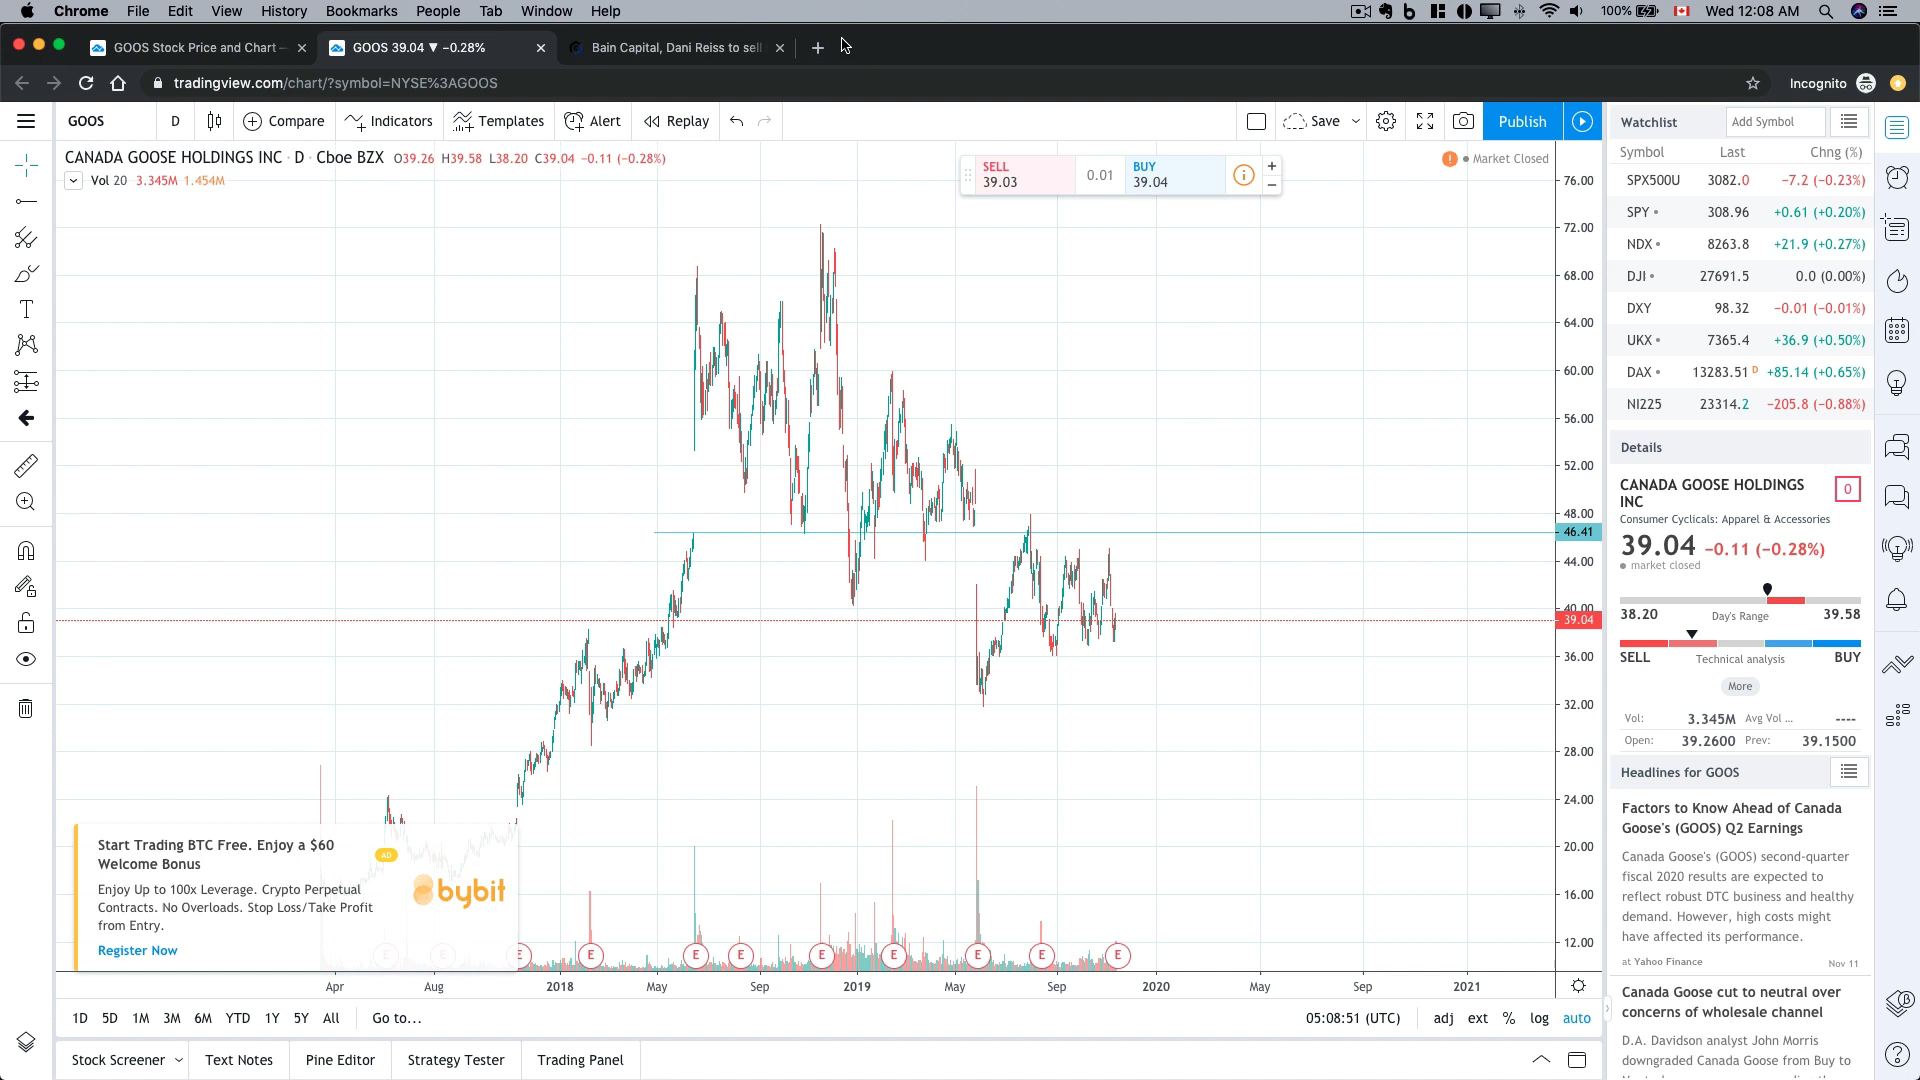 Chrome File Edit View History Bookmarks People Tab Window Help 100% Wed 12:08 AM
GOOS Stock Price and Chart — GOOS 39.04 ▼ −0.28% Bain Capital, Dani Reiss to sell
tradingview.com/chart/?symbol=NYSE%3AGOOS Incognito
GOOS D Compare Indicators Templates Alert Replay Save Publish
CANADA GOOSE HOLDINGS INC · D · Cboe BZX O39.26 H39.58 L38.20 C39.04 −0.11 (−0.28%)
Vol 20 3.345M 1.454M
SELL
39.03
0.01
BUY
39.04
Market Closed
76.00
72.00
68.00
64.00
60.00
56.00
52.00
48.00
46.41
44.00
40.00
39.04
36.00
32.00
28.00
24.00
20.00
16.00
12.00
Start Trading BTC Free. Enjoy a $60
Welcome Bonus
AD
Enjoy Up to 100x Leverage. Crypto Perpetual
Contracts. No Overloads. Stop Loss/Take Profit
from Entry.
Register Now
bybit
E E E E E E E E E E E
Apr Aug 2018 May Sep 2019 May Sep 2020 May Sep 2021
1D 5D 1M 3M 6M YTD 1Y 5Y All Go to... 05:08:51 (UTC) adj ext % log auto
Stock Screener Text Notes Pine Editor Strategy Tester Trading Panel
Watchlist Add Symbol
Symbol Last Chng (%)
SPX500U 3082.0 −7.2 (−0.23%)
SPY 308.96 +0.61 (+0.20%)
NDX 8263.8 +21.9 (+0.27%)
DJI 27691.5 0.0 (0.00%)
DXY 98.32 −0.01 (−0.01%)
UKX 7365.4 +36.9 (+0.50%)
DAX 13283.51 D +85.14 (+0.65%)
NI225 23314.2 −205.8 (−0.88%)
Details
CANADA GOOSE HOLDINGS
INC
0
Consumer Cyclicals: Apparel & Accessories
39.04 −0.11 (−0.28%)
market closed
38.20 Day's Range 39.58
SELL Technical analysis BUY
More
Vol: 3.345M Avg Vol ... ----
Open: 39.2600 Prev: 39.1500
Headlines for GOOS
Factors to Know Ahead of Canada
Goose's (GOOS) Q2 Earnings
Canada Goose's (GOOS) second-quarter
fiscal 2020 results are expected to
reflect robust DTC business and healthy
demand. However, high costs might
have affected its performance.
at Yahoo Finance Nov 11
Canada Goose cut to neutral over
concerns of wholesale channel
D.A. Davidson analyst John Morris
downgraded Canada Goose from Buy to